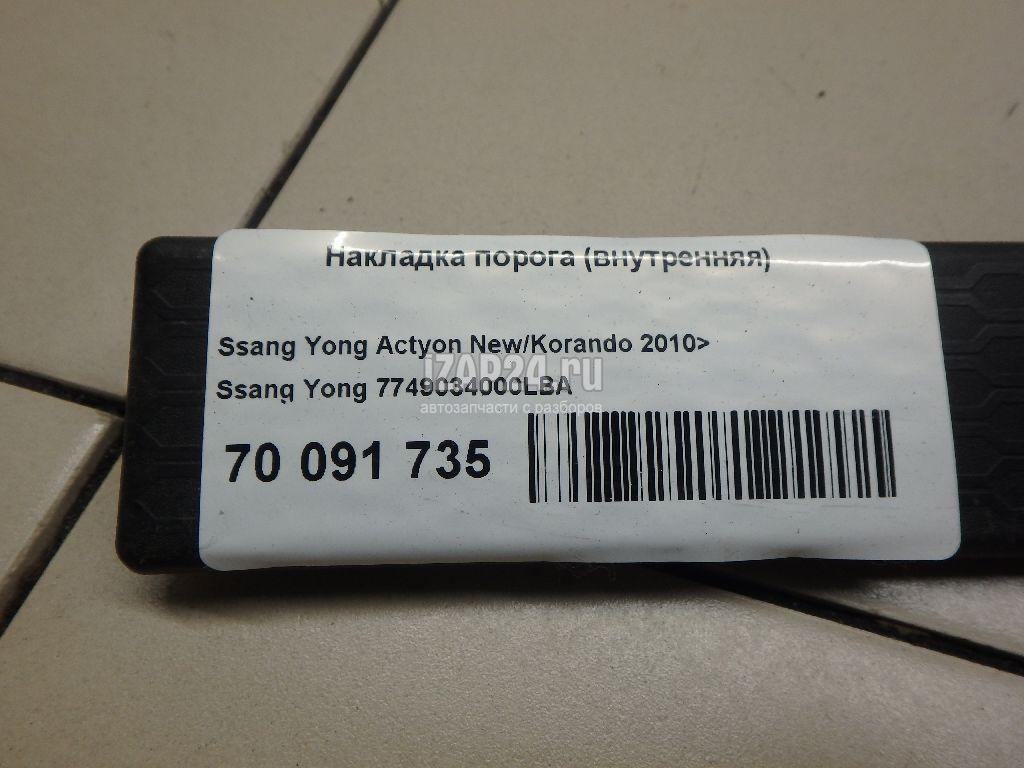 Накладка порога (внутренняя)
Ssang Yong Actyon New/Korando 2010>
iZAP24.ru
Ssang Yong 7749034000LBA
автозапчасти с разборов
70 091 735